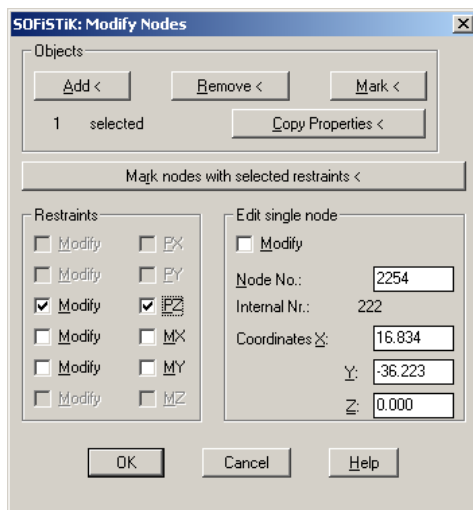 SOFiSTiK: Modify Nodes
Objects
Add <
Remove <
Mark <
1 selected
Copy Properties <
Mark nodes with selected restraints <
Restraints
Modify PX
Modify PY
Modify PZ
Modify MX
Modify MY
Modify MZ
Edit single node
Modify
Node No.: 2254
Internal Nr.: 222
Coordinates X: 16.834
Y: -36.223
Z: 0.000
OK
Cancel
Help